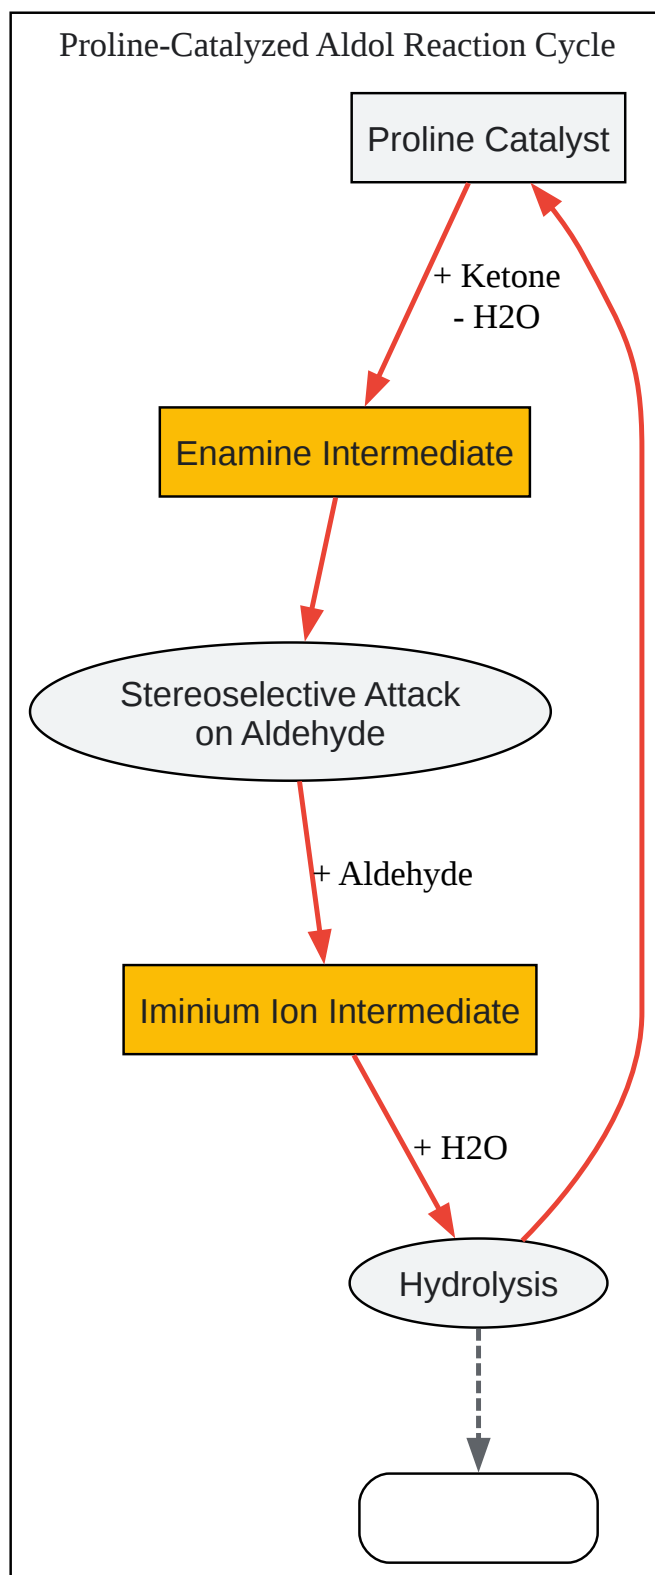 Proline-Catalyzed Aldol Reaction Cycle
Proline Catalyst
+ Ketone
- H2O
Enamine Intermediate
Stereoselective Attack
on Aldehyde
+ Aldehyde
Iminium Ion Intermediate
+ H2O
Hydrolysis